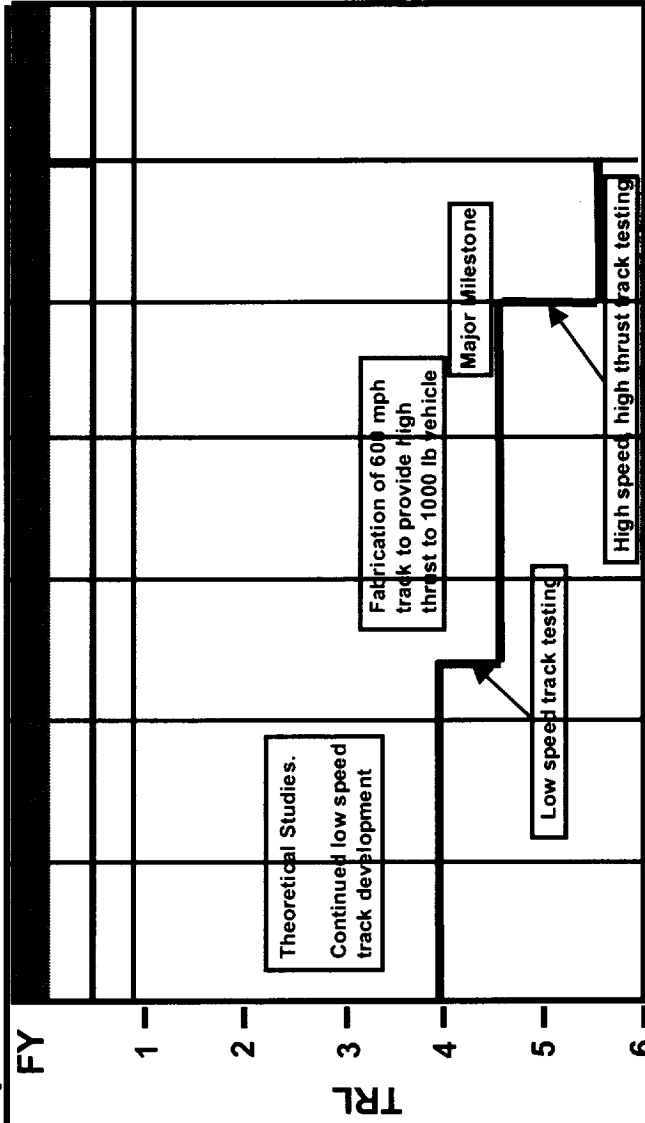 FY
1
2
3
4
5
6
TRL
Theoretical Studies.
Continued low speed
track development
Low speed track testing
Fabrication of 600 mph
track to provide high
thrust to 1000 lb vehicle
Major Milestone
High speed, high thrust track testing